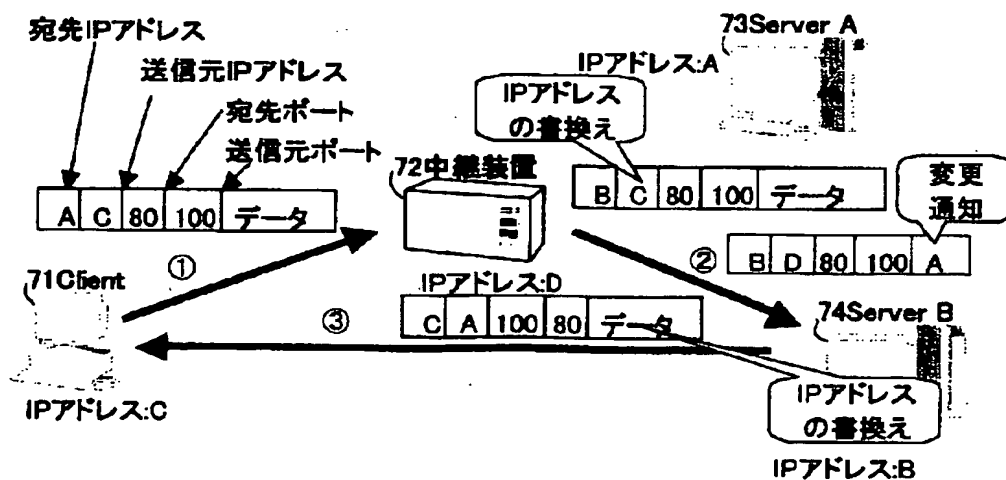 宛先IPアドレス
送信元IPアドレス
宛先ポート
送信元ポート
A C 80 100 データ
①
71Client
IPアドレス:C
72中継装置
IPアドレス:D
73Server A
IPアドレス:A
IPアドレス
の書換え
B C 80 100 データ
変更
通知
② B D 80 100 A
③ C A 100 80 データ
74Server B
IPアドレス
の書換え
IPアドレス:B